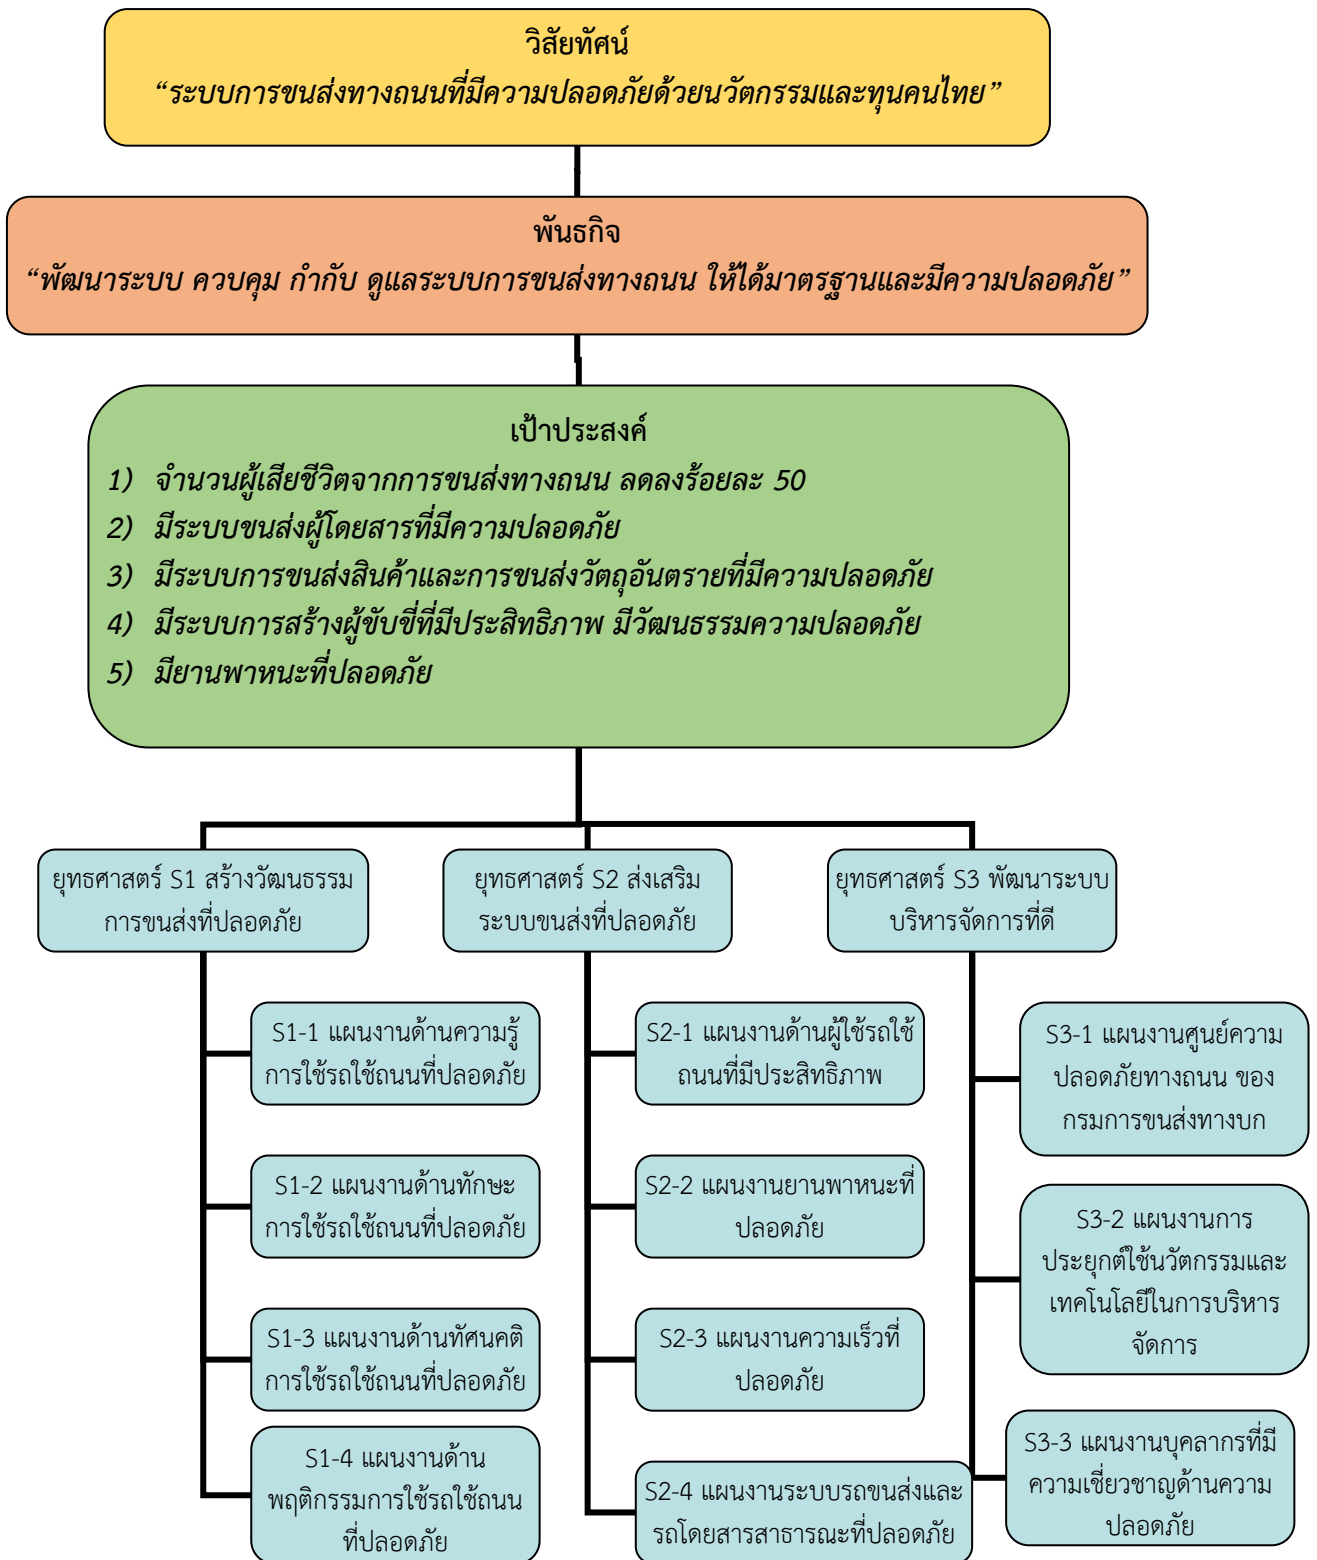 วิสัยทัศน์
“ระบบการขนส่งทางถนนที่มีความปลอดภัยด้วยนวัตกรรมและทุนคนไทย”
พันธกิจ
“พัฒนาระบบ ควบคุม กำกับ ดูแลระบบการขนส่งทางถนน ให้ได้มาตรฐานและมีความปลอดภัย”
เป้าประสงค์
1) จำนวนผู้เสียชีวิตจากการขนส่งทางถนน ลดลงร้อยละ 50
2) มีระบบขนส่งผู้โดยสารที่มีความปลอดภัย
3) มีระบบการขนส่งสินค้าและการขนส่งวัตถุอันตรายที่มีความปลอดภัย
4) มีระบบการสร้างผู้ขับขี่ที่มีประสิทธิภาพ มีวัฒนธรรมความปลอดภัย
5) มียานพาหนะที่ปลอดภัย
ยุทธศาสตร์ S1 สร้างวัฒนธรรม
การขนส่งที่ปลอดภัย
S1-1 แผนงานด้านความรู้
การใช้รถใช้ถนนที่ปลอดภัย
S1-2 แผนงานด้านทักษะ
การใช้รถใช้ถนนที่ปลอดภัย
S1-3 แผนงานด้านทัศนคติ
การใช้รถใช้ถนนที่ปลอดภัย
S1-4 แผนงานด้าน
พฤติกรรมการใช้รถใช้ถนน
ที่ปลอดภัย
ยุทธศาสตร์ S2 ส่งเสริม
ระบบขนส่งที่ปลอดภัย
S2-1 แผนงานด้านผู้ใช้รถใช้
ถนนที่มีประสิทธิภาพ
S2-2 แผนงานยานพาหนะที่
ปลอดภัย
S2-3 แผนงานความเร็วที่
ปลอดภัย
S2-4 แผนงานระบบรถขนส่งและ
รถโดยสารสาธารณะที่ปลอดภัย
ยุทธศาสตร์ S3 พัฒนาระบบ
บริหารจัดการที่ดี
S3-1 แผนงานศูนย์ความ
ปลอดภัยทางถนน ของ
กรมการขนส่งทางบก
S3-2 แผนงานการ
ประยุกต์ใช้นวัตกรรมและ
เทคโนโลยีในการบริหาร
จัดการ
S3-3 แผนงานบุคลากรที่มี
ความเชี่ยวชาญด้านความ
ปลอดภัย